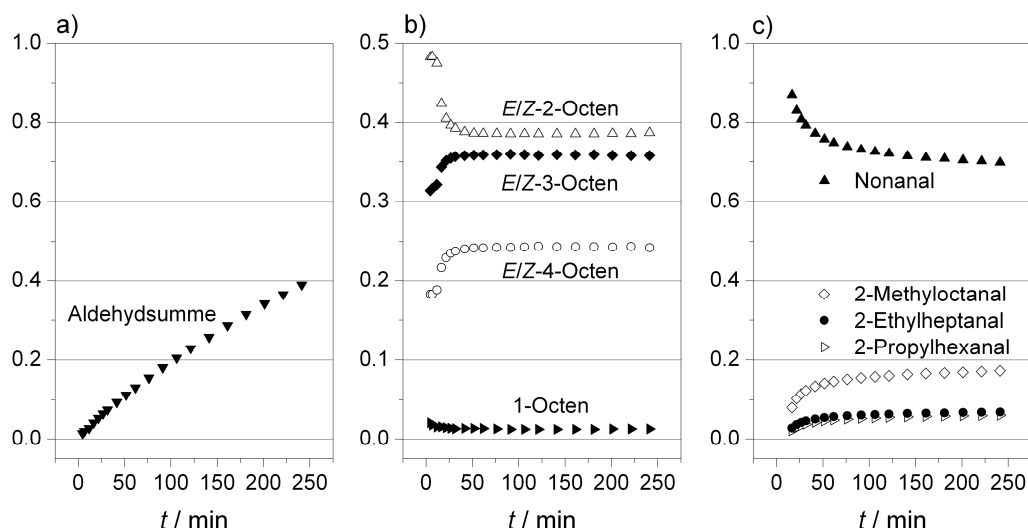 a)
1.0
0.8
0.6
0.4
0.2
0.0
Aldehydsumme
0 50 100 150 200 250
t / min
b)
0.5
0.4
0.3
0.2
0.1
0.0
E/Z-2-Octen
E/Z-3-Octen
E/Z-4-Octen
1-Octen
0 50 100 150 200 250
t / min
c)
1.0
0.8
0.6
0.4
0.2
0.0
Nonanal
2-Methyloctanal
2-Ethylheptanal
2-Propylhexanal
0 50 100 150 200 250
t / min